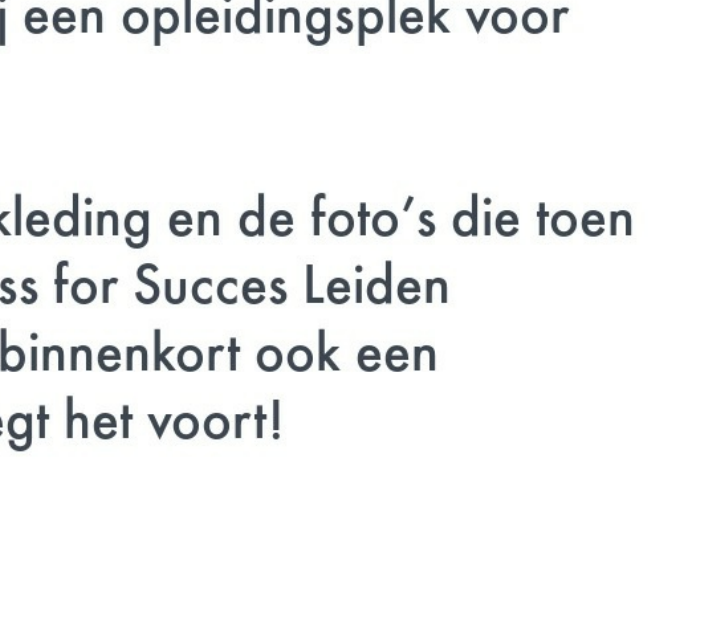 een opleidingsplek voor
kleding en de foto's die toen
ss for Succes Leiden
binnenkort ook een
egt het voort!